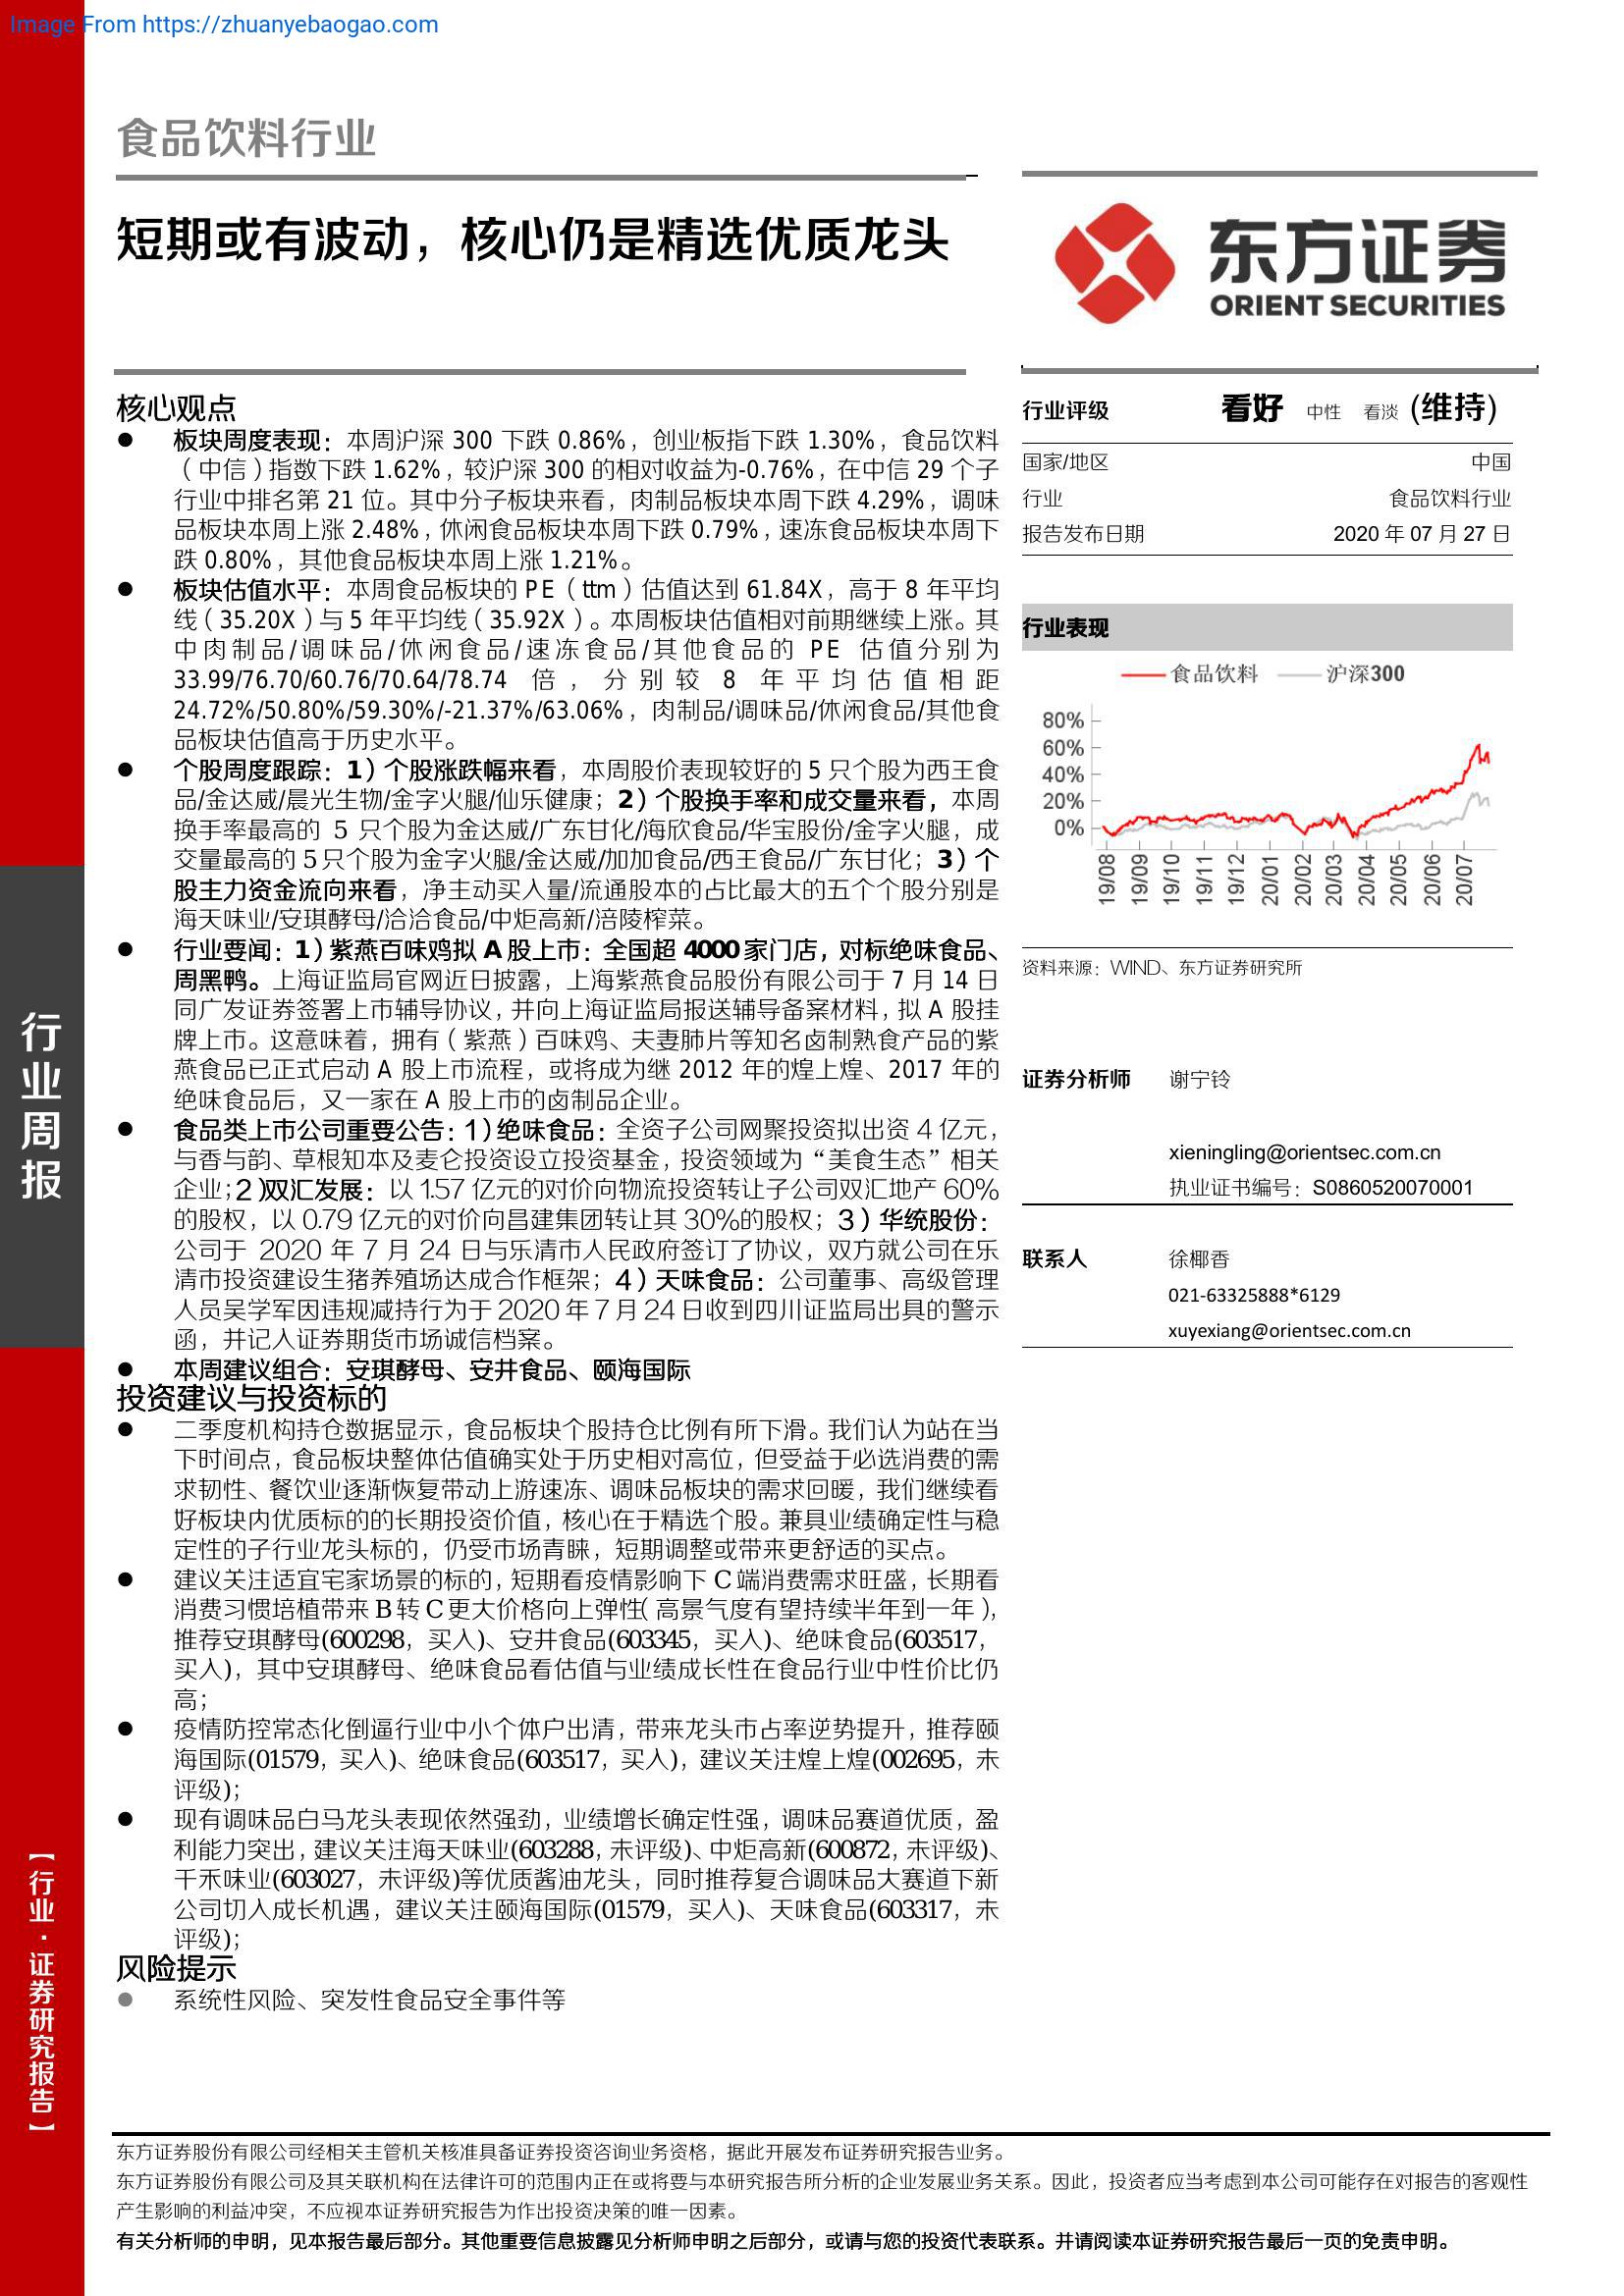 Image From https://zhuanyebaogao.com
食品饮料行业
短期或有波动，核心仍是精选优质龙头
东方证券
ORIENT SECURITIES
核心观点
● 板块周度表现：本周沪深 300 下跌 0.86%，创业板指下跌 1.30%，食品饮料
（中信）指数下跌 1.62%，较沪深 300 的相对收益为-0.76%，在中信 29 个子
行业中排名第 21 位。其中分子板块来看，肉制品板块本周下跌 4.29%，调味
品板块本周上涨 2.48%，休闲食品板块本周下跌 0.79%，速冻食品板块本周下
跌 0.80%，其他食品板块本周上涨 1.21%。
● 板块估值水平：本周食品板块的 PE（ttm）估值达到 61.84X，高于 8 年平均
线（35.20X）与 5 年平均线（35.92X）。本周板块估值相对前期继续上涨。其
中肉制品/调味品/休闲食品/速冻食品/其他食品的 PE 估值分别为
33.99/76.70/60.76/70.64/78.74 倍，分别较 8 年平均估值相距
24.72%/50.80%/59.30%/-21.37%/63.06%，肉制品/调味品/休闲食品/其他食
品板块估值高于历史水平。
● 个股周度跟踪：1）个股涨跌幅来看，本周股价表现较好的 5 只个股为西王食
品/金达威/晨光生物/金字火腿/仙乐健康；2）个股换手率和成交量来看，本周
换手率最高的 5 只个股为金达威/广东甘化/海欣食品/华宝股份/金字火腿，成
交量最高的 5 只个股为金字火腿/金达威/加加食品/西王食品/广东甘化；3）个
股主力资金流向来看，净主动买入量/流通股本的占比最大的五个个股分别是
海天味业/安琪酵母/洽洽食品/中炬高新/涪陵榨菜。
● 行业要闻：1）紫燕百味鸡拟 A 股上市：全国超 4000 家门店，对标绝味食品、
周黑鸭。上海证监局官网近日披露，上海紫燕食品股份有限公司于 7 月 14 日
同广发证券签署上市辅导协议，并向上海证监局报送辅导备案材料，拟 A 股挂
牌上市。这意味着，拥有（紫燕）百味鸡、夫妻肺片等知名卤制熟食产品的紫
燕食品已正式启动 A 股上市流程，或将成为继 2012 年的煌上煌、2017 年的
绝味食品后，又一家在 A 股上市的卤制品企业。
● 食品类上市公司重要公告：1）绝味食品：全资子公司网聚投资拟出资 4 亿元，
与香与韵、草根知本及麦仑投资设立投资基金，投资领域为“美食生态”相关
企业；2）双汇发展：以 1.57 亿元的对价向物流投资转让子公司双汇地产 60%
的股权，以 0.79 亿元的对价向昌建集团转让其 30%的股权；3）华统股份：
公司于 2020 年 7 月 24 日与乐清市人民政府签订了协议，双方就公司在乐
清市投资建设生猪养殖场达成合作框架；4）天味食品：公司董事、高级管理
人员吴学军因违规减持行为于 2020 年 7 月 24 日收到四川证监局出具的警示
函，并记入证券期货市场诚信档案。
● 本周建议组合：安琪酵母、安井食品、颐海国际
投资建议与投资标的
● 二季度机构持仓数据显示，食品板块个股持仓比例有所下滑。我们认为站在当
下时间点，食品板块整体估值确实处于历史相对高位，但受益于必选消费的需
求韧性、餐饮业逐渐恢复带动上游速冻、调味品板块的需求回暖，我们继续看
好板块内优质标的的长期投资价值，核心在于精选个股。兼具业绩确定性与稳
定性的子行业龙头标的，仍受市场青睐，短期调整或带来更舒适的买点。
● 建议关注适宜宅家场景的标的，短期看疫情影响下 C 端消费需求旺盛，长期看
消费习惯培植带来 B 转 C 更大价格向上弹性（高景气度有望持续半年到一年），
推荐安琪酵母(600298，买入)、安井食品(603345，买入)、绝味食品(603517，
买入)，其中安琪酵母、绝味食品看估值与业绩成长性在食品行业中性价比仍
高；
● 疫情防控常态化倒逼行业中小个体户出清，带来龙头市占率逆势提升，推荐颐
海国际(01579，买入)、绝味食品(603517，买入)，建议关注煌上煌(002695，未
评级)；
● 现有调味品白马龙头表现依然强劲，业绩增长确定性强，调味品赛道优质，盈
利能力突出，建议关注海天味业(603288，未评级)、中炬高新(600872，未评级)、
千禾味业(603027，未评级)等优质酱油龙头，同时推荐复合调味品大赛道下新
公司切入成长机遇，建议关注颐海国际(01579，买入)、天味食品(603317，未
评级)；
风险提示
● 系统性风险、突发性食品安全事件等
行业评级 看好 中性 看淡 (维持)
国家/地区 中国
行业 食品饮料行业
报告发布日期 2020 年 07 月 27 日
行业表现
食品饮料 沪深300
80%
60%
40%
20%
0%
19/08 19/09 19/10 19/11 19/12 20/01 20/02 20/03 20/04 20/05 20/06 20/07
资料来源：WIND、东方证券研究所
证券分析师 谢宁铃
xieningling@orientsec.com.cn
执业证书编号：S0860520070001
联系人 徐椰香
021-63325888*6129
xuyexiang@orientsec.com.cn
行业周报
【行业·证券研究报告】
东方证券股份有限公司经相关主管机关核准具备证券投资咨询业务资格，据此开展发布证券研究报告业务。
东方证券股份有限公司及其关联机构在法律许可的范围内正在或将要与本研究报告所分析的企业发展业务关系。因此，投资者应当考虑到本公司可能存在对报告的客观性
产生影响的利益冲突，不应视本证券研究报告为作出投资决策的唯一因素。
有关分析师的申明，见本报告最后部分。其他重要信息披露见分析师申明之后部分，或请与您的投资代表联系。并请阅读本证券研究报告最后一页的免责申明。